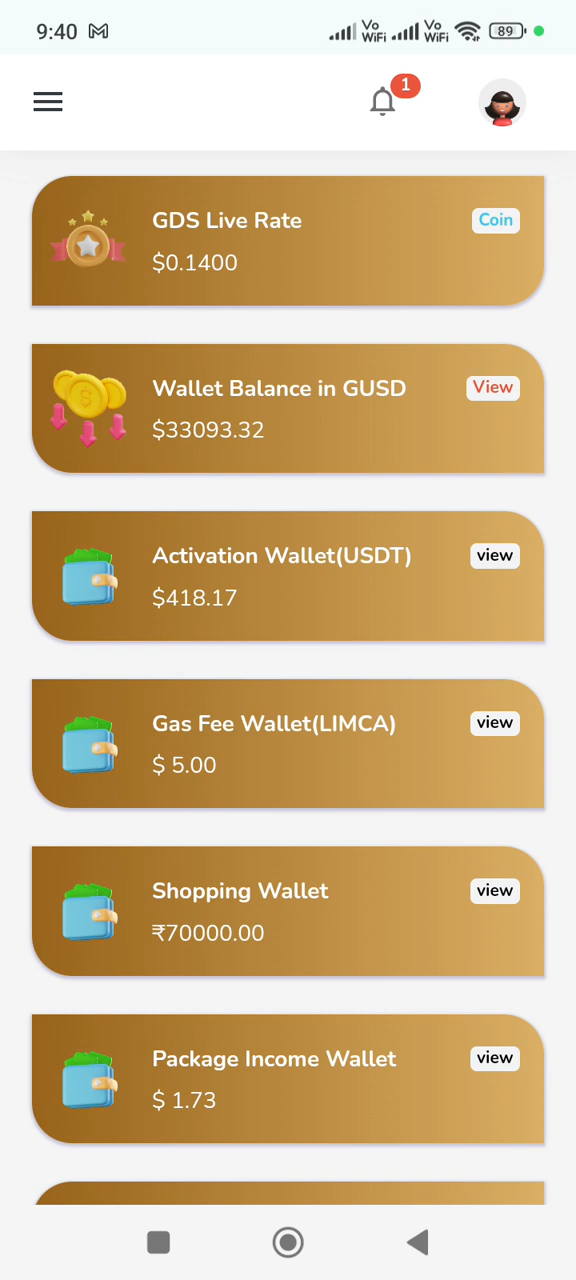 9:40
Vo
WiFi
Vo
WiFi
89
1
GDS Live Rate
Coin
$0.1400
Wallet Balance in GUSD
View
$33093.32
Activation Wallet(USDT)
view
$418.17
Gas Fee Wallet(LIMCA)
view
$ 5.00
Shopping Wallet
view
₹70000.00
Package Income Wallet
view
$ 1.73